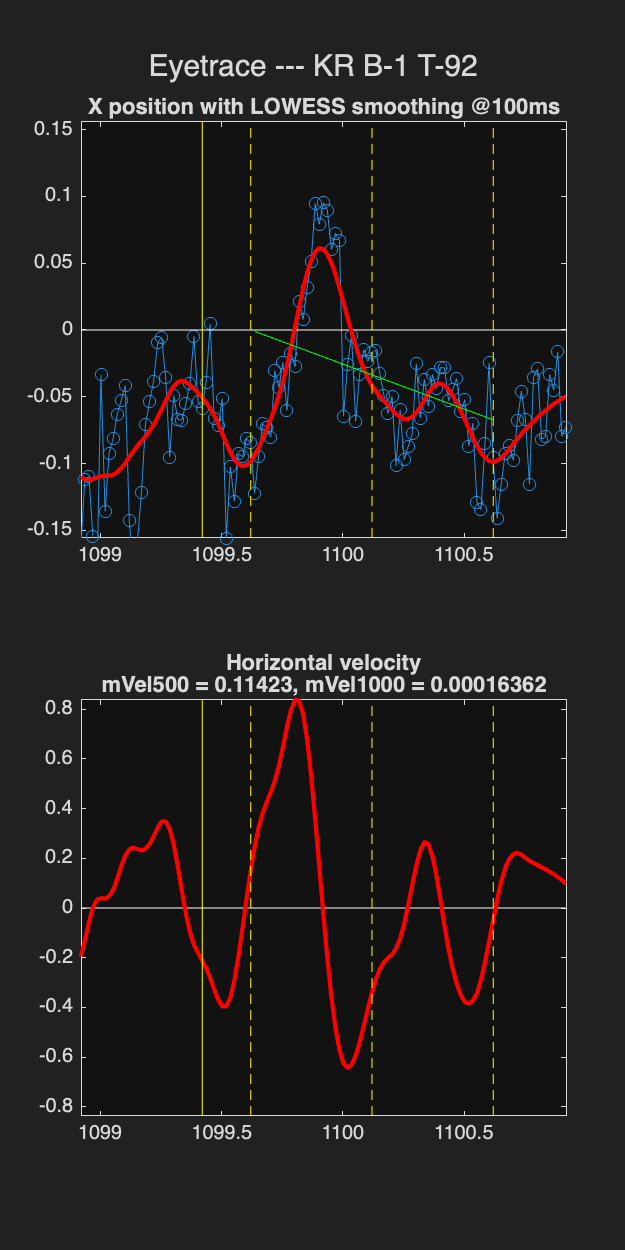 Eyetrace --- KR B-1 T-92
X position with LOWESS smoothing @100ms
0.15
0.1
0.05
0
-0.05
-0.1
-0.15
1099 1099.5 1100 1100.5
Horizontal velocity
mVel500 = 0.11423, mVel1000 = 0.00016362
0.8
0.6
0.4
0.2
0
-0.2
-0.4
-0.6
-0.8
1099 1099.5 1100 1100.5